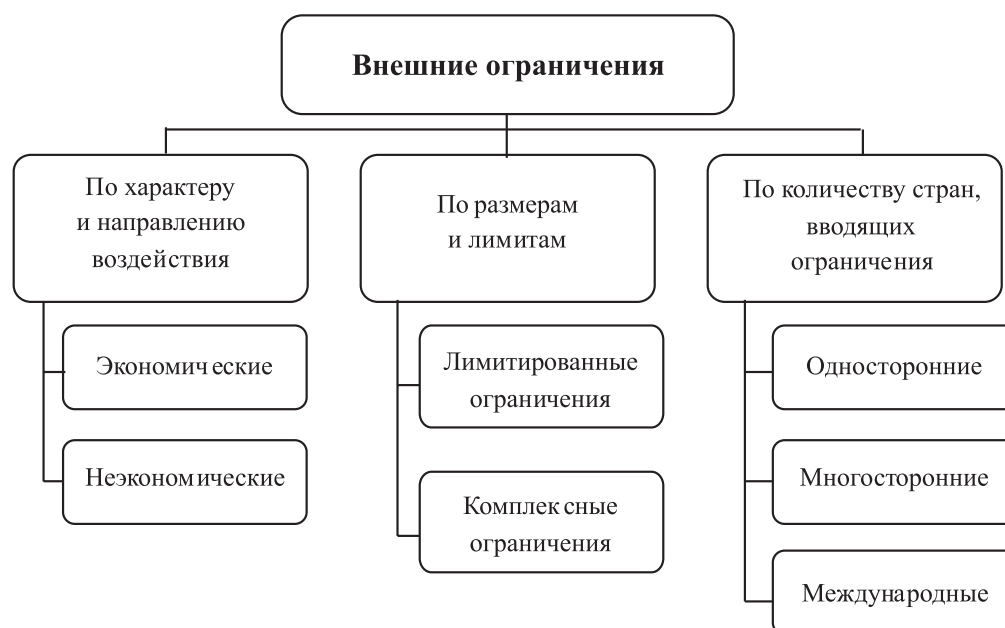 Внешние ограничения
По характеру
и направлению
воздействия
Экономические
Неэкономические
По размерам
и лимитам
Лимитированные
ограничения
Комплексные
ограничения
По количеству стран,
вводящих
ограничения
Односторонние
Многосторонние
Международные